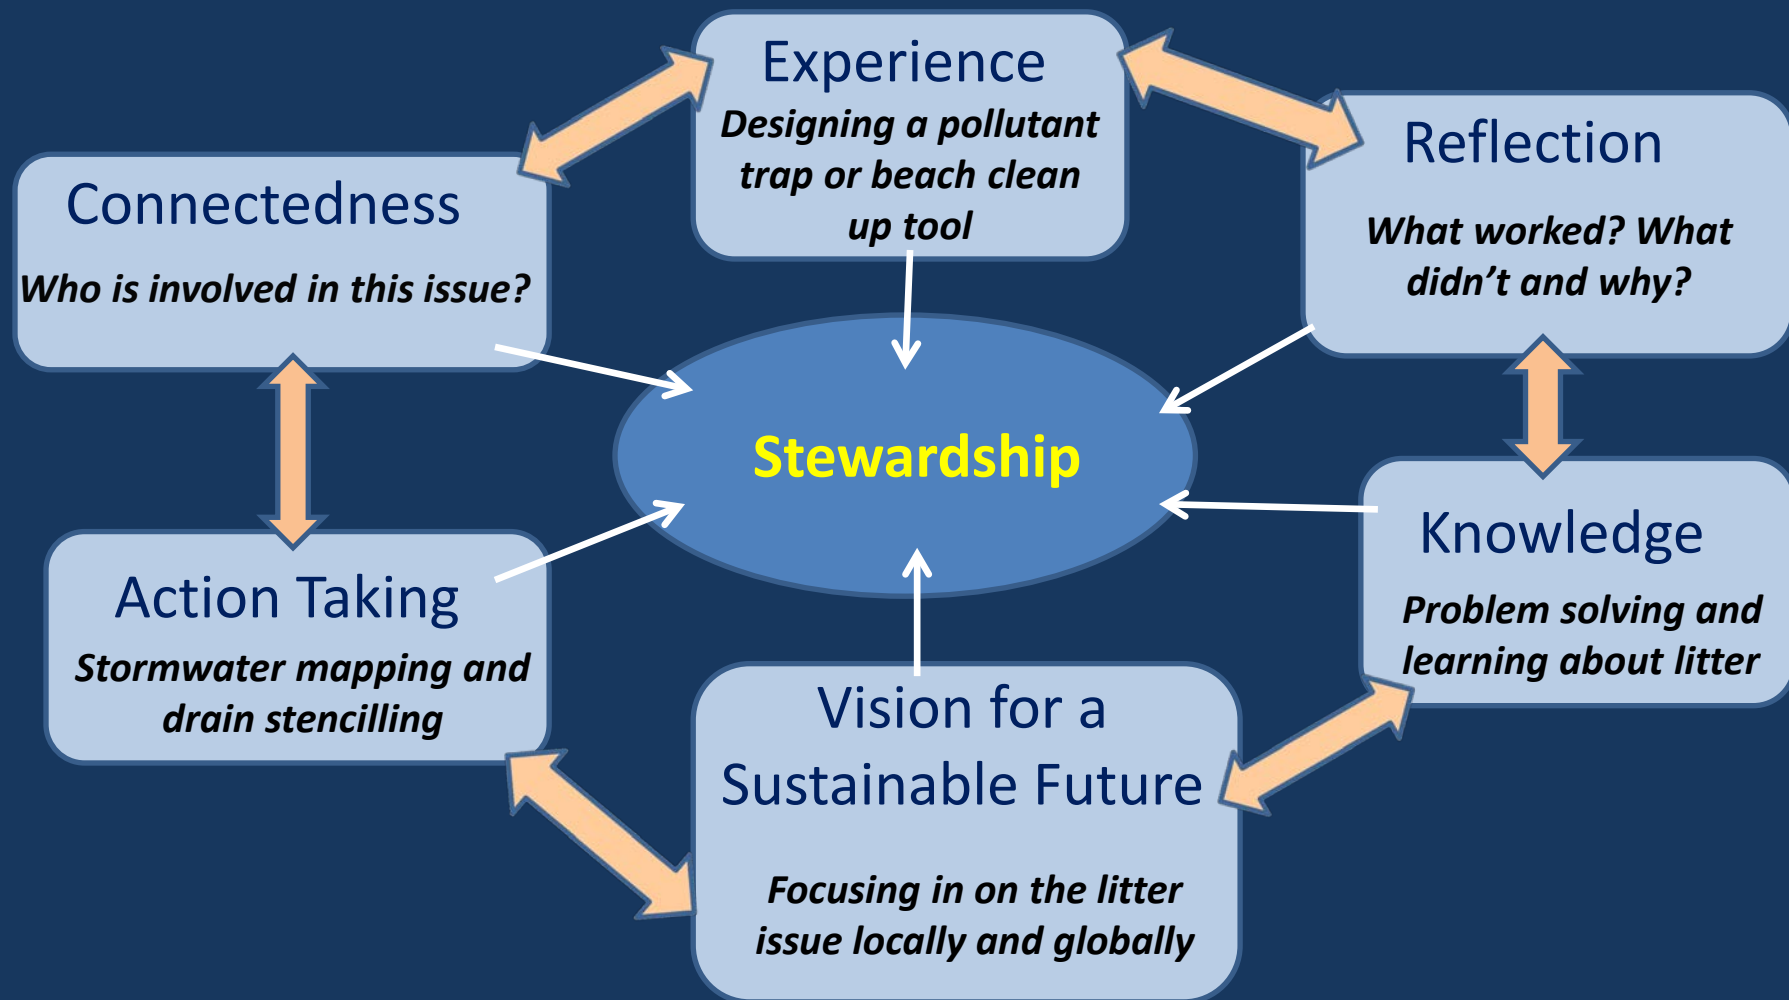 Experience
Designing a pollutant
trap or beach clean
up tool
Reflection
What worked? What
didn’t and why?
Connectedness
Who is involved in this issue?
Stewardship
Knowledge
Problem solving and
learning about litter
Action Taking
Stormwater mapping and
drain stencilling
Vision for a
Sustainable Future
Focusing in on the litter
issue locally and globally